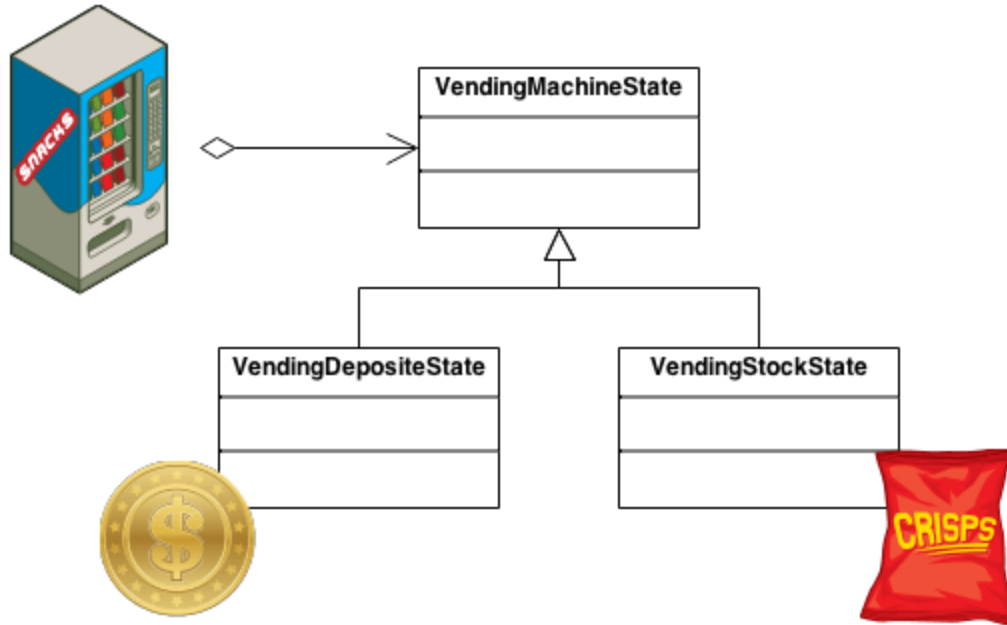 SNACKS
VendingMachineState
VendingDepositeState
VendingStockState
$
CRISPS